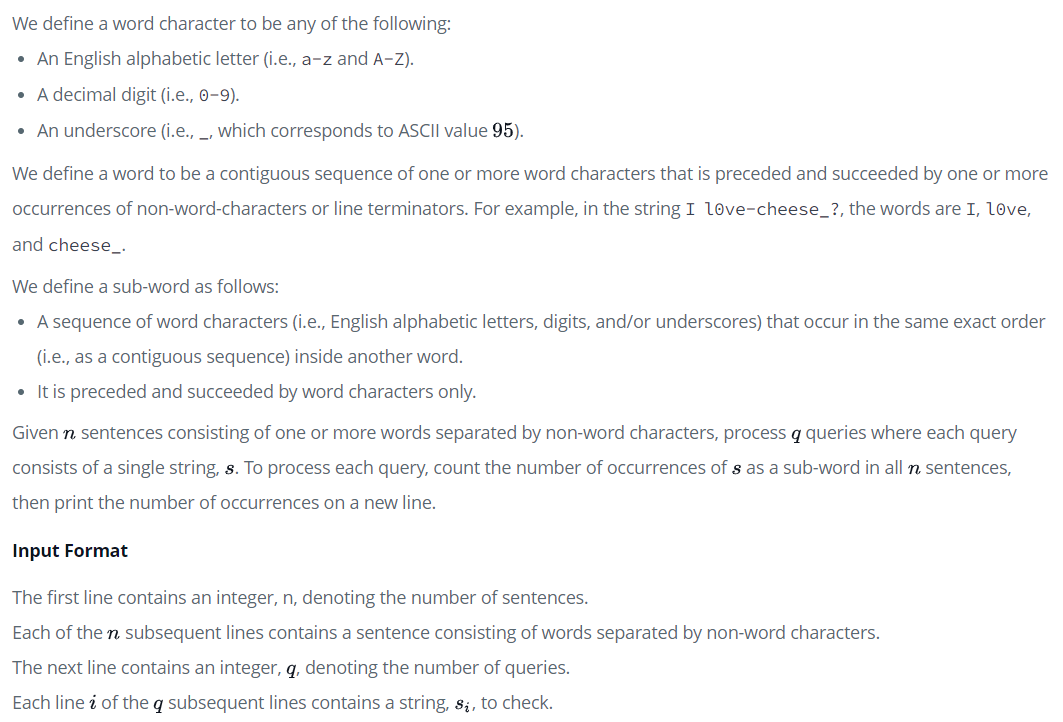 We define a word character to be any of the following:
• An English alphabetic letter (i.e., a-z and A-Z).
• A decimal digit (i.e., 0-9).
• An underscore (i.e., _, which corresponds to ASCII value 95).
We define a word to be a contiguous sequence of one or more word characters that is preceded and succeeded by one or more
occurrences of non-word-characters or line terminators. For example, in the string I l0ve-cheese_?, the words are I, l0ve,
and cheese_.
We define a sub-word as follows:
• A sequence of word characters (i.e., English alphabetic letters, digits, and/or underscores) that occur in the same exact order
(i.e., as a contiguous sequence) inside another word.
• It is preceded and succeeded by word characters only.
Given n sentences consisting of one or more words separated by non-word characters, process q queries where each query
consists of a single string, s. To process each query, count the number of occurrences of s as a sub-word in all n sentences,
then print the number of occurrences on a new line.
Input Format
The first line contains an integer, n, denoting the number of sentences.
Each of the n subsequent lines contains a sentence consisting of words separated by non-word characters.
The next line contains an integer, q, denoting the number of queries.
Each line i of the q subsequent lines contains a string, sᵢ, to check.